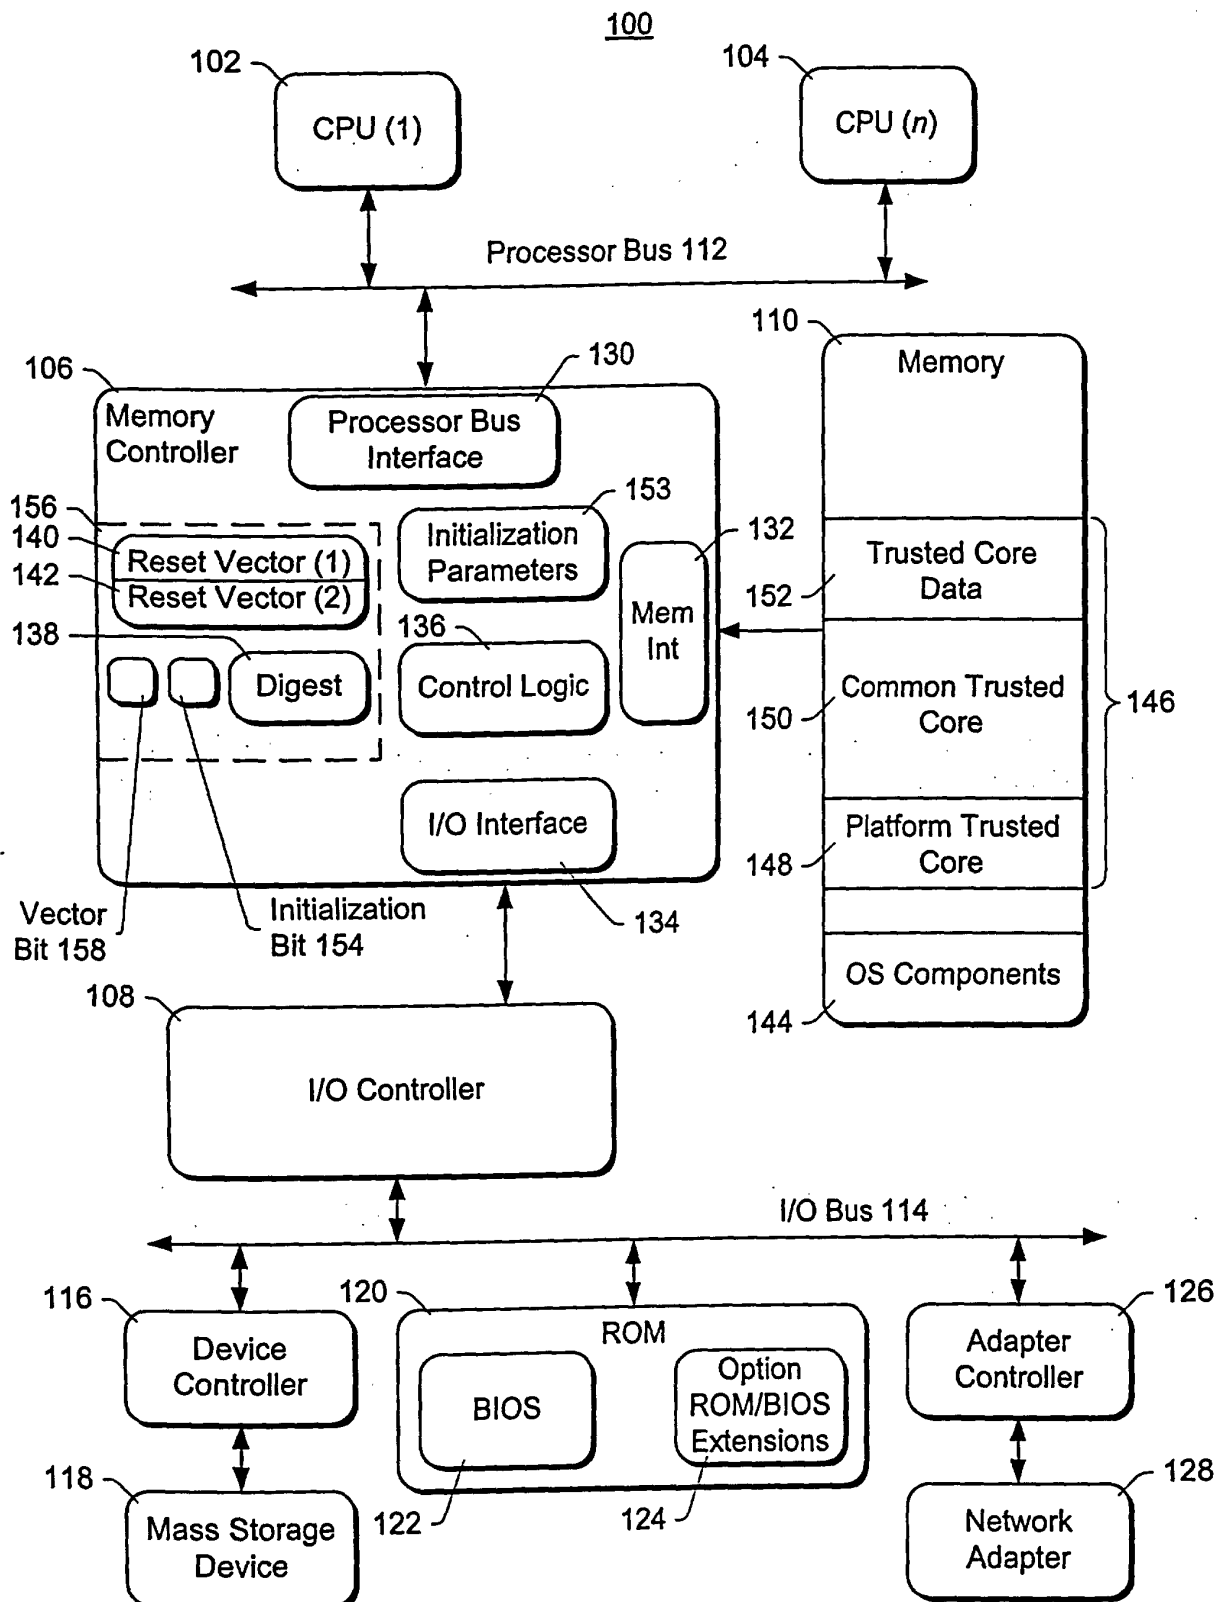 100
102
104
CPU (1)
CPU (n)
Processor Bus 112
110
106
130
Memory
Memory
Controller
Processor Bus
Interface
153
156
132
140
Reset Vector (1)
Initialization
Parameters
Trusted Core
Data
142
Reset Vector (2)
152
138
136
Mem
Int
Digest
Control Logic
150
Common Trusted
Core
146
I/O Interface
Platform Trusted
Core
148
Vector
Bit 158
Initialization
Bit 154
134
OS Components
108
144
I/O Controller
I/O Bus 114
116
120
126
ROM
Device
Controller
BIOS
Option
ROM/BIOS
Extensions
Adapter
Controller
118
122
124
128
Mass Storage
Device
Network
Adapter